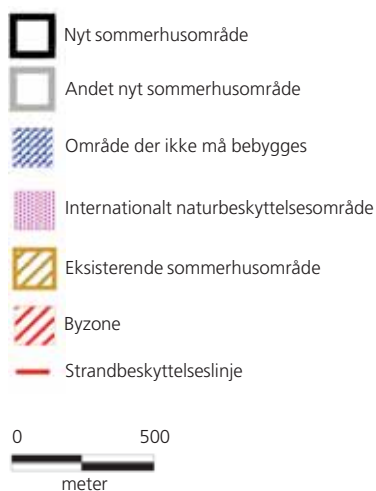 Nyt sommerhusområde
Andet nyt sommerhusområde
Område der ikke må bebygges
Internationalt naturbeskyttelsesområde
Eksisterende sommerhusområde
Byzone
Strandbeskyttelseslinje
0 500
meter